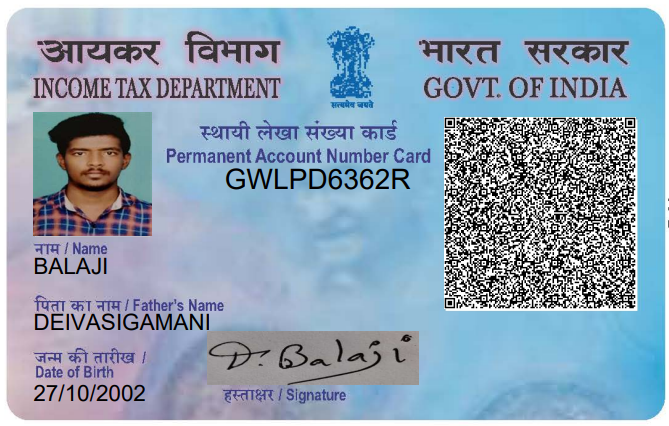 आयकर विभाग
INCOME TAX DEPARTMENT
सत्यमेव जयते
भारत सरकार
GOVT. OF INDIA
स्थायी लेखा संख्या कार्ड
Permanent Account Number Card
GWLPD6362R
नाम / Name
BALAJI
पिता का नाम / Father's Name
DEIVASIGAMANI
जन्म की तारीख /
Date of Birth
27/10/2002
D. Balaji
हस्ताक्षर / Signature